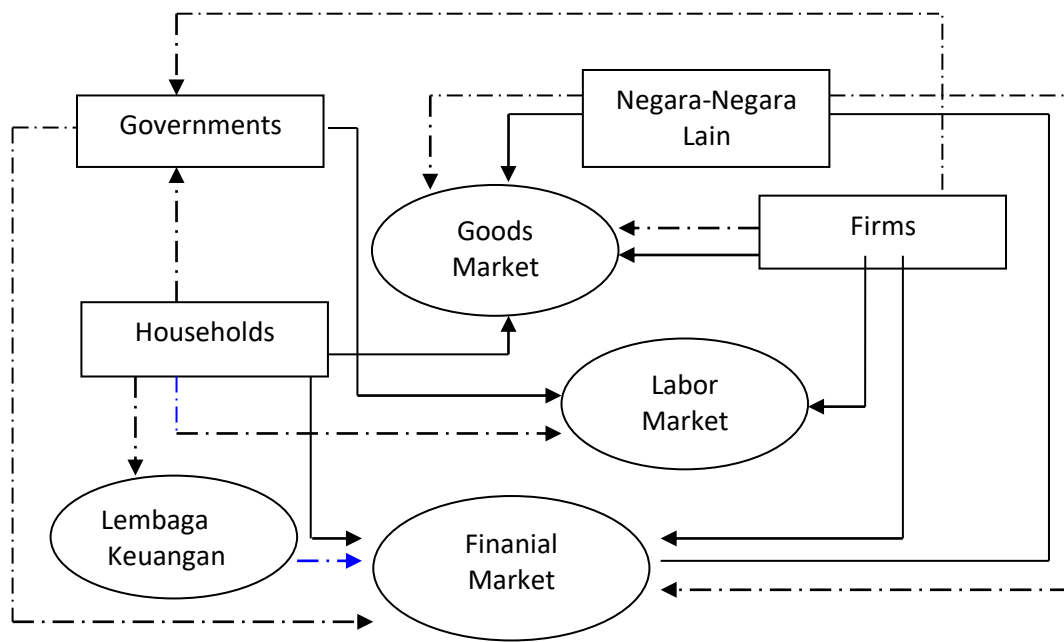 Governments
Negara-Negara
Lain
Goods
Market
Firms
Households
Labor
Market
Lembaga
Keuangan
Finanial
Market